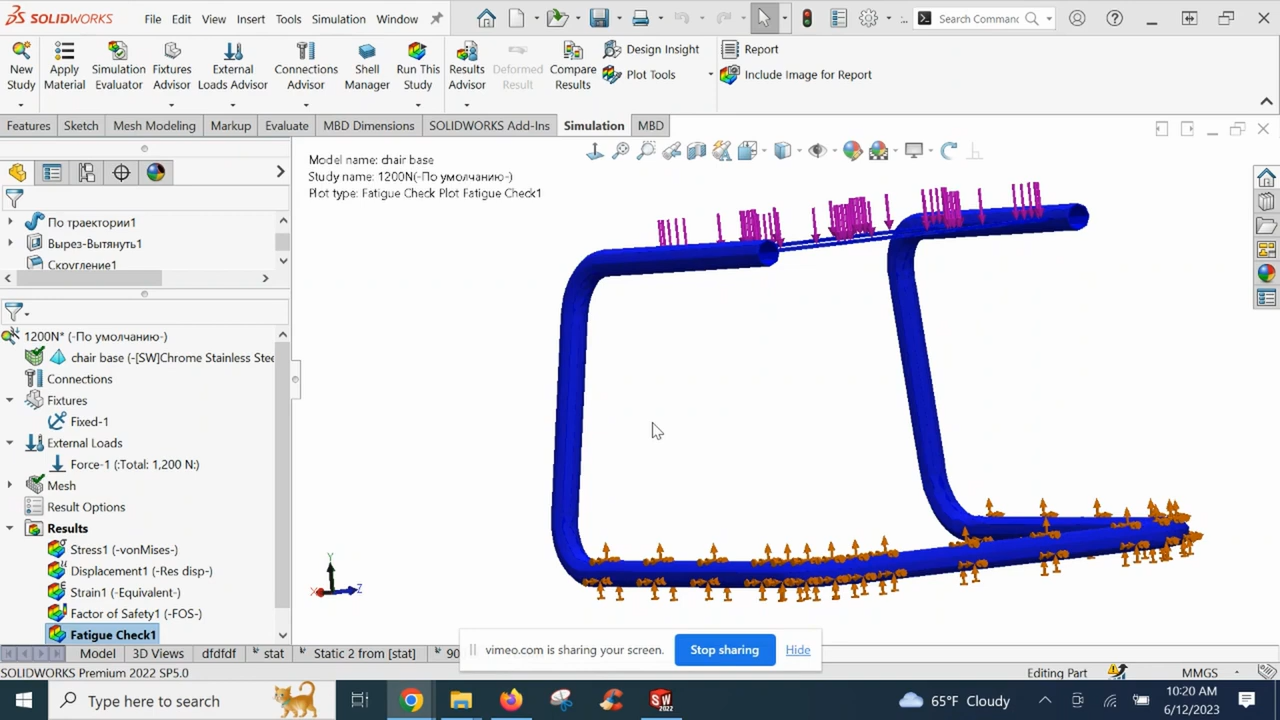 SOLIDWORKS File Edit View Insert Tools Simulation Window Search Comman
New Study
Apply Material
Simulation Evaluator
Fixtures Advisor
External Loads Advisor
Connections Advisor
Shell Manager
Run This Study
Results Advisor
Deformed Result
Compare Results
Design Insight
Plot Tools
Report
Include Image for Report
Features Sketch Mesh Modeling Markup Evaluate MBD Dimensions SOLIDWORKS Add-Ins Simulation MBD
Model name: chair base
Study name: 1200N(-По умолчанию-)
Plot type: Fatigue Check Plot Fatigue Check1
По траектории1
Вырез-Вытянуть1
Скругление1
1200N* (-По умолчанию-)
chair base (-[SW]Chrome Stainless Stee
Connections
Fixtures
Fixed-1
External Loads
Force-1 (:Total: 1,200 N:)
Mesh
Result Options
Results
Stress1 (-vonMises-)
Displacement1 (-Res disp-)
Strain1 (-Equivalent-)
Factor of Safety1 (-FOS-)
Fatigue Check1
Y
X Z
Model 3D Views dfdfdf stat Static 2 from [stat] 90
vimeo.com is sharing your screen. Stop sharing Hide
SOLIDWORKS Premium 2022 SP5.0 Editing Part MMGS
Type here to search
SW 2022
65°F Cloudy
10:20 AM
6/12/2023